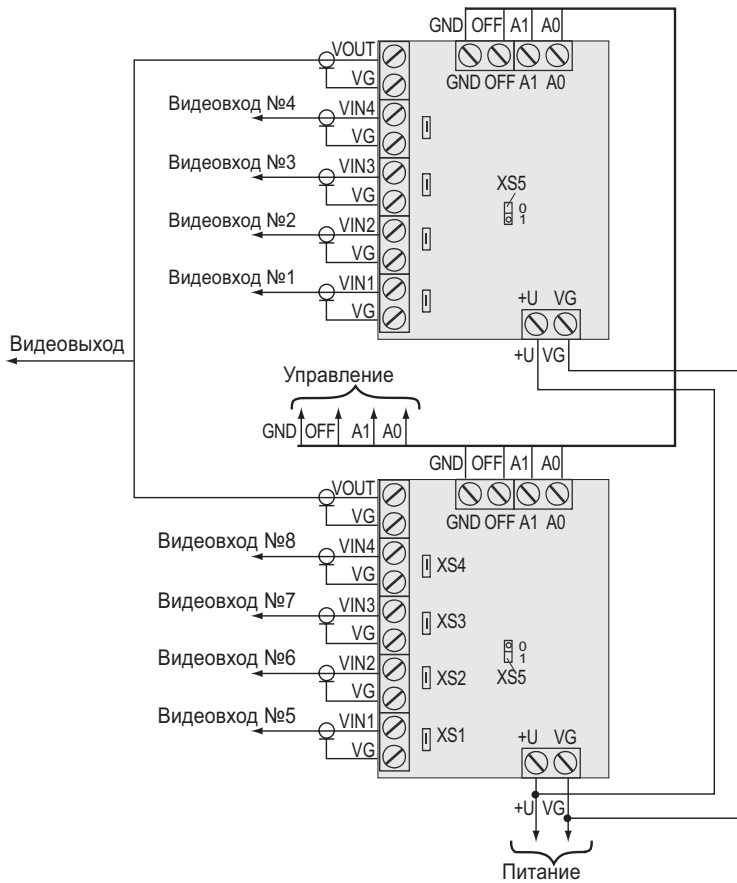 GND OFF A1 A0
VOUT
VG
GND OFF A1 A0
Видеовход №4
VIN4
VG
Видеовход №3
VIN3
VG
XS5
0
1
Видеовход №2
VIN2
VG
Видеовход №1
VIN1
VG
+U VG
+U VG
Видеовыход
Управление
GND OFF A1 A0
GND OFF A1 A0
VOUT
VG
GND OFF A1 A0
Видеовход №8
VIN4
XS4
VG
Видеовход №7
VIN3
XS3
VG
0
1
XS5
Видеовход №6
VIN2
XS2
VG
Видеовход №5
VIN1
XS1
VG
+U VG
+U VG
Питание